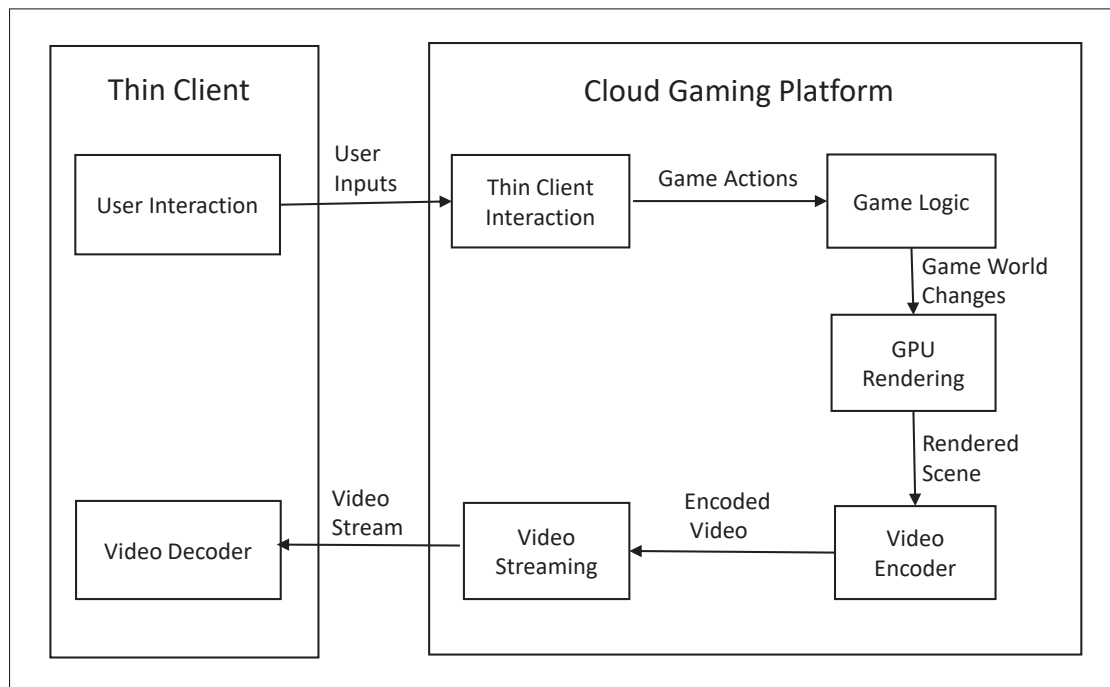 Thin Client
Cloud Gaming Platform
User Interaction
User
Inputs
Thin Client
Interaction
Game Actions
Game Logic
Game World
Changes
GPU
Rendering
Rendered
Scene
Video
Encoder
Encoded
Video
Video
Streaming
Video
Stream
Video Decoder